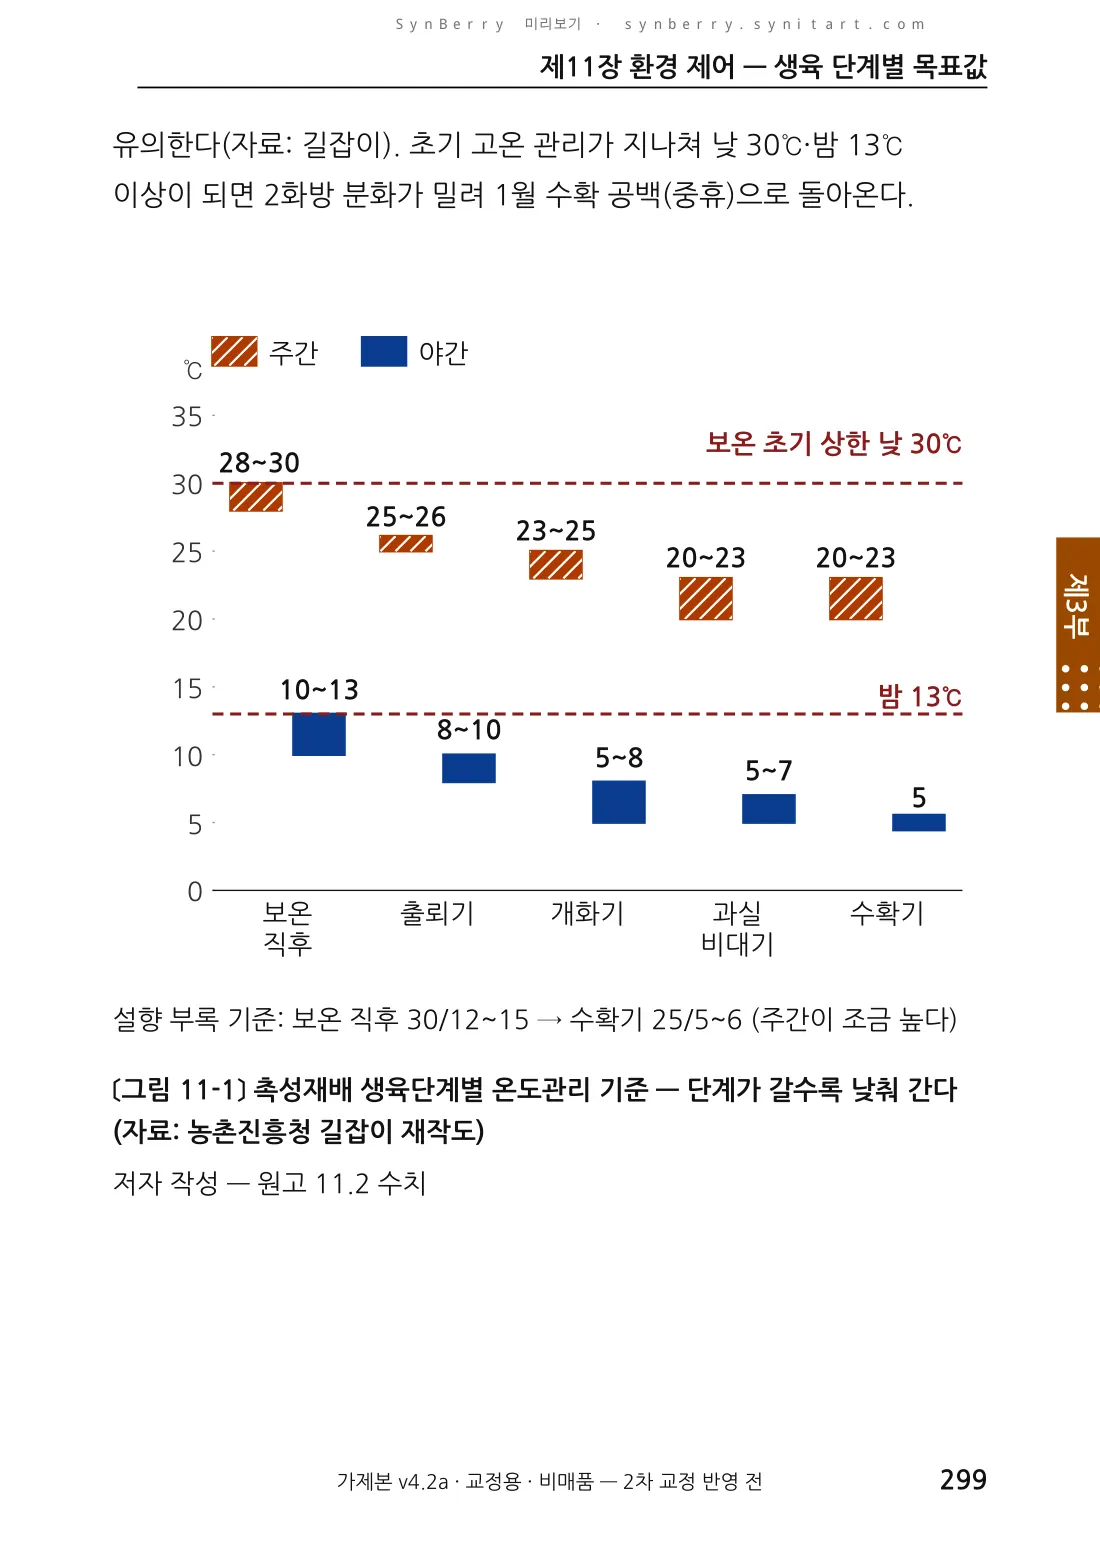 SynBerry 미리보기 · synberry.synitart.com
제11장 환경 제어 — 생육 단계별 목표값
유의한다(자료: 길잡이). 초기 고온 관리가 지나쳐 낮 30℃·밤 13℃
이상이 되면 2화방 분화가 밀려 1월 수확 공백(중휴)으로 돌아온다.
℃ 주간 야간
35
보온 초기 상한 낮 30℃
28~30
30
25~26
23~25
25
20~23 20~23
20
제3부
15
10~13
밤 13℃
8~10
10
5~8
5~7
5
5
0
보온 직후
출뢰기
개화기
과실 비대기
수확기
설향 부록 기준: 보온 직후 30/12~15 → 수확기 25/5~6 (주간이 조금 높다)
〔그림 11-1〕 촉성재배 생육단계별 온도관리 기준 — 단계가 갈수록 낮춰 간다
(자료: 농촌진흥청 길잡이 재작도)
저자 작성 — 원고 11.2 수치
가제본 v4.2a · 교정용 · 비매품 — 2차 교정 반영 전
299